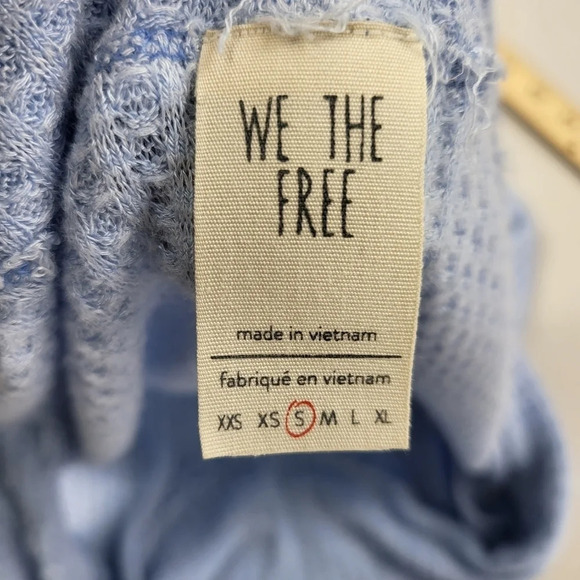 WE THE
FREE
made in vietnam
fabriqué en vietnam
XXS XS S M L XL